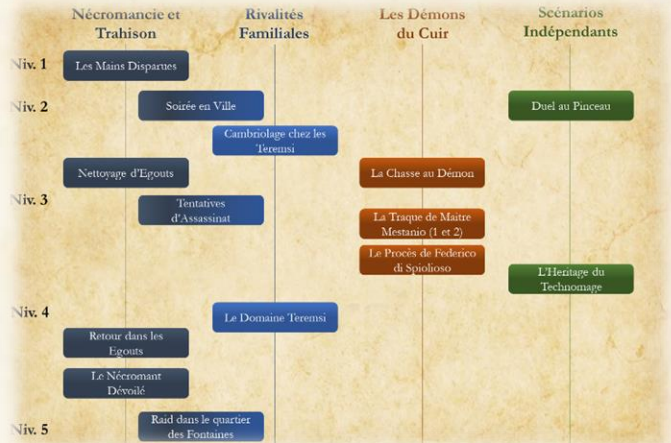 Nécromancie et
Trahison
Rivalités
Familiales
Les Démons
du Cuir
Scénarios
Indépendants
Niv. 1
Les Mains Disparues
Niv. 2
Soirée en Ville
Duel au Pinceau
Cambriolage chez les
Teremsi
Nettoyage d'Egouts
La Chasse au Démon
Niv. 3
Tentatives
d'Assassinat
La Traque de Maitre
Mestanio (1 et 2)
Le Procès de Federico
di Spiolioso
L'Heritage du
Technomage
Niv. 4
Le Domaine Teremsi
Retour dans les
Egouts
Le Nécromant
Dévoilé
Niv. 5
Raid dans le quartier
des Fontaines